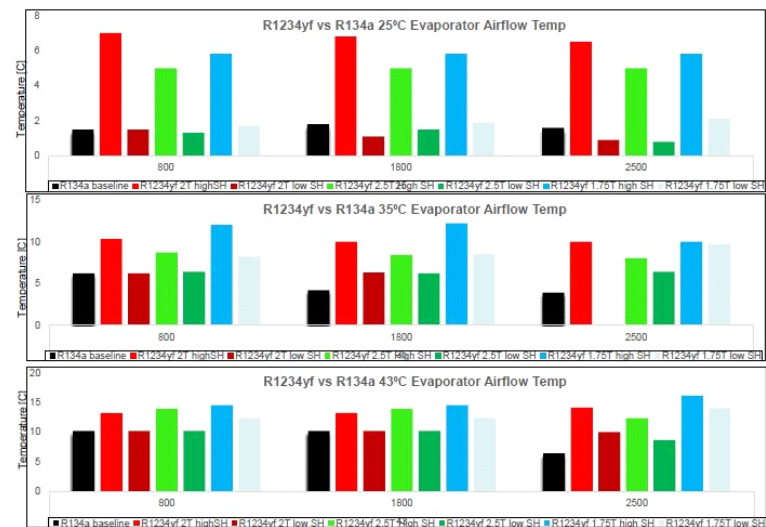 R1234yf vs R134a 25ºC Evaporator Airflow Temp
Temperature [C]
8
6
4
2
0
800 1800 2500
R134a baseline R1234yf 2T highSH R1234yf 2T low SH R1234yf 2.5T high SH R1234yf 2.5T low SH R1234yf 1.75T high SH R1234yf 1.75T low SH
R1234yf vs R134a 35ºC Evaporator Airflow Temp
Temperature [C]
15
10
5
0
800 1800 2500
R134a baseline R1234yf 2T highSH R1234yf 2T low SH R1234yf 2.5T high SH R1234yf 2.5T low SH R1234yf 1.75T high SH R1234yf 1.75T low SH
R1234yf vs R134a 43ºC Evaporator Airflow Temp
Temperature [C]
20
15
10
5
0
800 1800 2500
R134a baseline R1234yf 2T highSH R1234yf 2T low SH R1234yf 2.5T high SH R1234yf 2.5T low SH R1234yf 1.75T high SH R1234yf 1.75T low SH